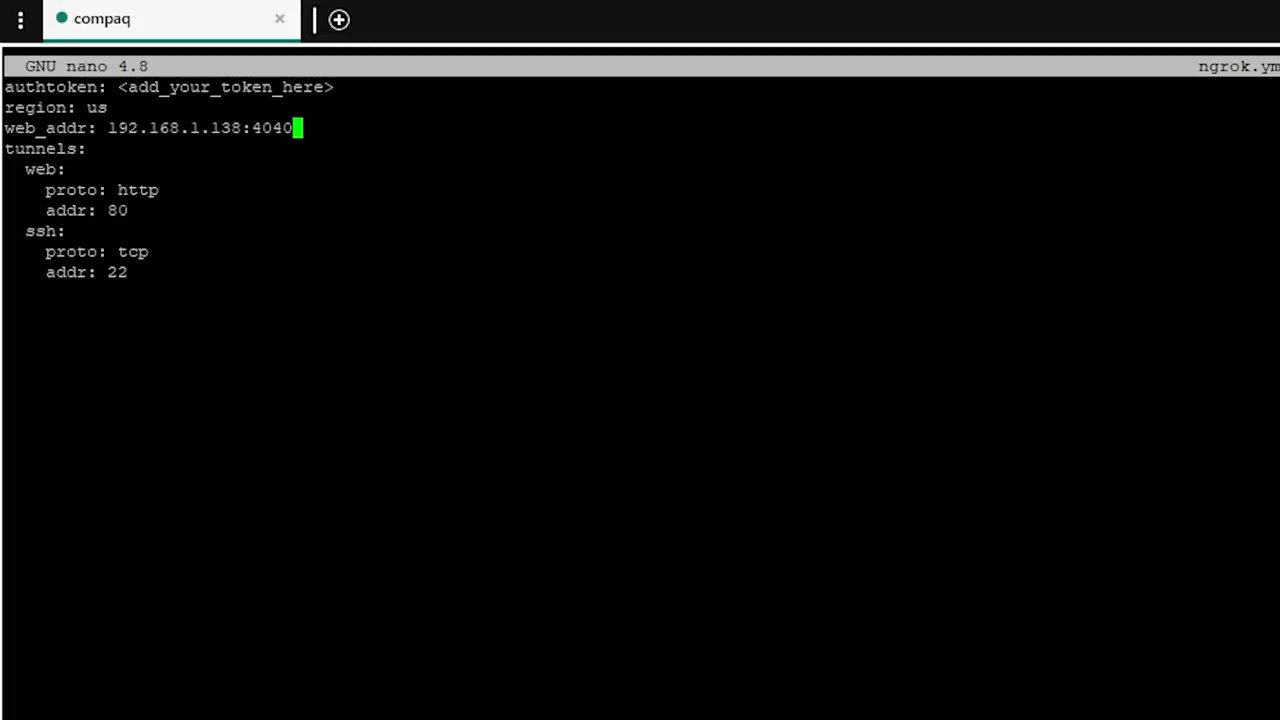 compaq
GNU nano 4.8 ngrok.ym
authtoken: <add_your_token_here>
region: us
web_addr: 192.168.1.138:4040
tunnels:
web:
proto: http
addr: 80
ssh:
proto: tcp
addr: 22